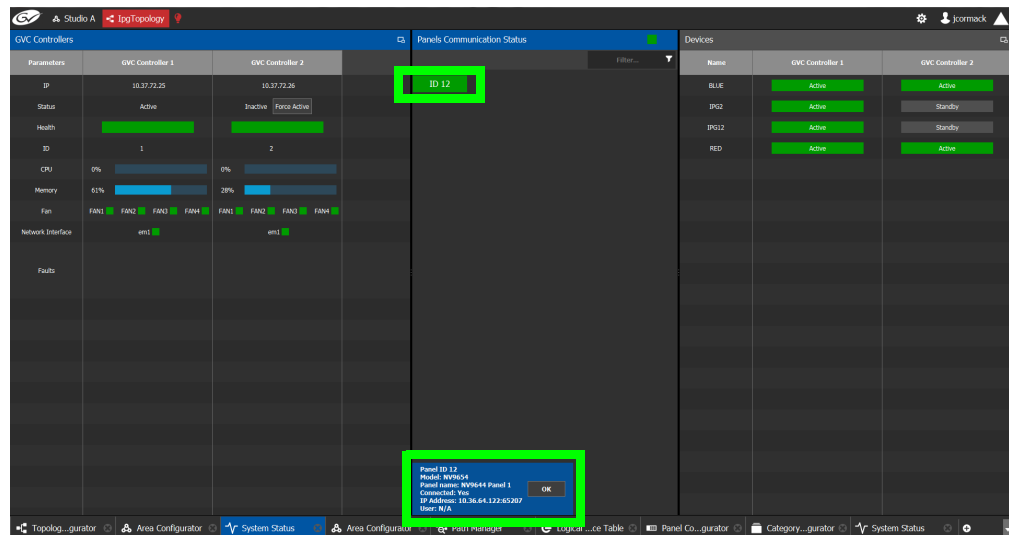 Studio A IpgTopology jcormack
GVC Controllers Panels Communication Status Devices
Parameters GVC Controller 1 GVC Controller 2 Filter... Name GVC Controller 1 GVC Controller 2
IP 10.37.72.25 10.37.72.26 ID 12 BLUE Active Active
Status Active Inactive Force Active IPG2 Active Standby
Health IPG12 Active Standby
ID 1 2 RED Active Active
CPU 0% 0%
Memory 61% 28%
Fan FAN1 FAN2 FAN3 FAN4 FAN1 FAN2 FAN3 FAN4
Network Interface em1 em1
Faults
Panel ID 12
Model: NV9654
Panel name: NV9644 Panel 1
Connected: Yes OK
IP Address: 10.36.64.122:65207
User: N/A
Topolog...gurator Area Configurator System Status Area Configurator Path Manager Logical ...ce Table Panel Co...gurator Category...gurator System Status